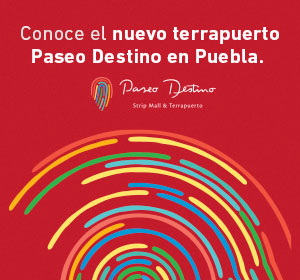 Conoce el nuevo terrapuerto
Paseo Destino en Puebla.
Paseo Destino
Strip Mall & Terrapuerto